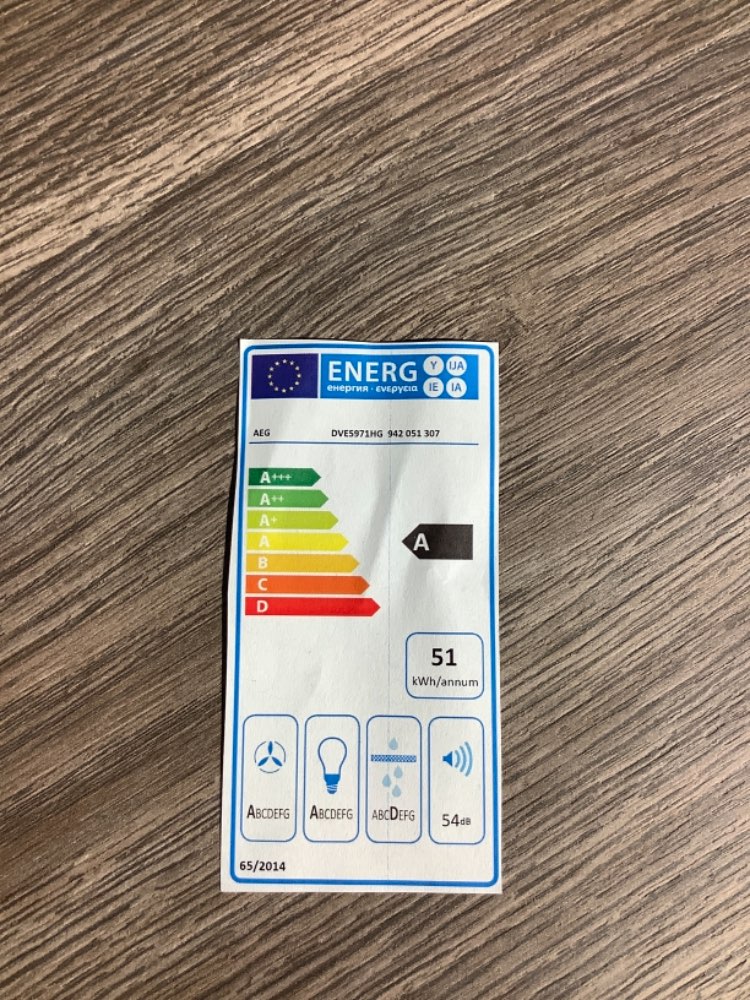 ENERG Y IJA
енергия · ενεργεια IE IA
AEG DVE5971HG 942 051 307
A+++
A++
A+
A
B
C
D
A
51
kWh/annum
ABCDEFG ABCDEFG ABCDEFG 54dB
65/2014